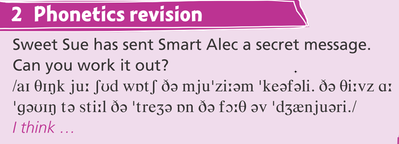 2 Phonetics revision
Sweet Sue has sent Smart Alec a secret message.
Can you work it out?
/aɪ θɪŋk juː ʃʊd wɒtʃ ðə mjuˈziːəm ˈkeəfəli. ðə θiːvz ɑː
ˈgəʊɪŋ tə stiːl ðə ˈtreʒə ɒn ðə fɔːθ əv ˈdʒænjuəri./
I think …